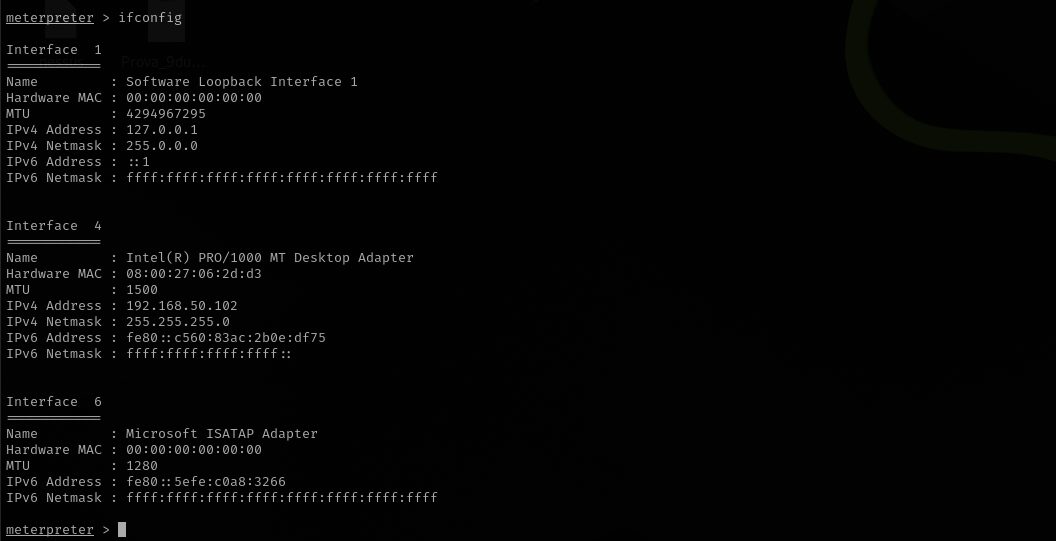 meterpreter > ifconfig
Interface  1
============
Name         : Software Loopback Interface 1
Hardware MAC : 00:00:00:00:00:00
MTU          : 4294967295
IPv4 Address : 127.0.0.1
IPv4 Netmask : 255.0.0.0
IPv6 Address : ::1
IPv6 Netmask : ffff:ffff:ffff:ffff:ffff:ffff:ffff:ffff
Interface  4
============
Name         : Intel(R) PRO/1000 MT Desktop Adapter
Hardware MAC : 08:00:27:06:2d:d3
MTU          : 1500
IPv4 Address : 192.168.50.102
IPv4 Netmask : 255.255.255.0
IPv6 Address : fe80::c560:83ac:2b0e:df75
IPv6 Netmask : ffff:ffff:ffff:ffff::
Interface  6
============
Name         : Microsoft ISATAP Adapter
Hardware MAC : 00:00:00:00:00:00
MTU          : 1280
IPv6 Address : fe80::5efe:c0a8:3266
IPv6 Netmask : ffff:ffff:ffff:ffff:ffff:ffff:ffff:ffff
meterpreter >